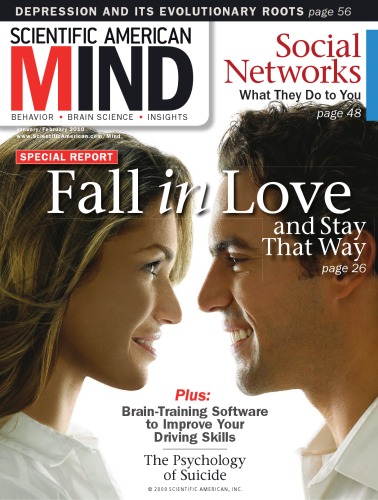 DEPRESSION AND ITS EVOLUTIONARY ROOTS page 56
SCIENTIFIC AMERICAN
MIND
BEHAVIOR • BRAIN SCIENCE • INSIGHTS
January/February 2010
www.ScientificAmerican.com/Mind
Social
Networks
What They Do to You
page 48
SPECIAL REPORT
Fall in Love
and Stay
That Way
page 26
Plus:
Brain-Training Software
to Improve Your
Driving Skills
The Psychology
of Suicide
© 2009 SCIENTIFIC AMERICAN, INC.